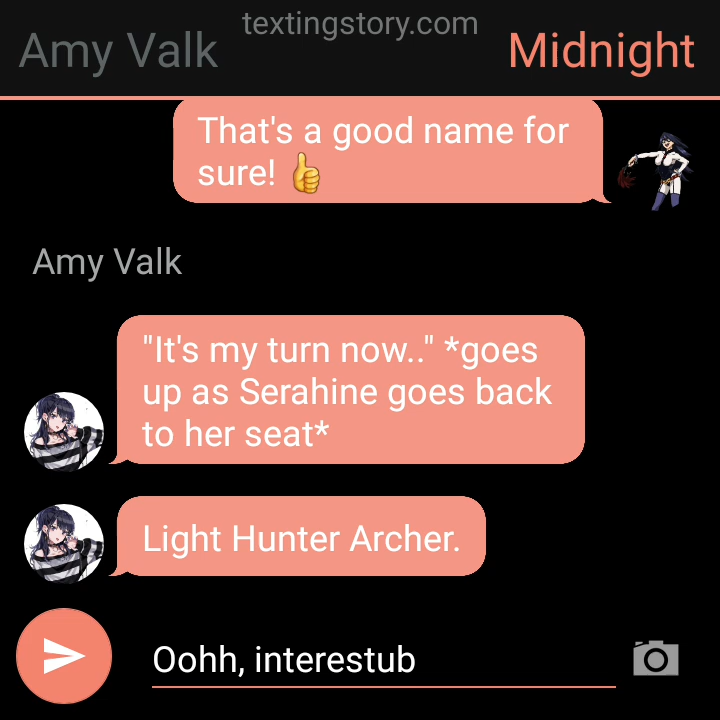 textingstory.com
Amy Valk
Midnight
That's a good name for
sure! 👍
Amy Valk
"It's my turn now.." *goes
up as Serahine goes back
to her seat*
Light Hunter Archer.
Oohh, interestub